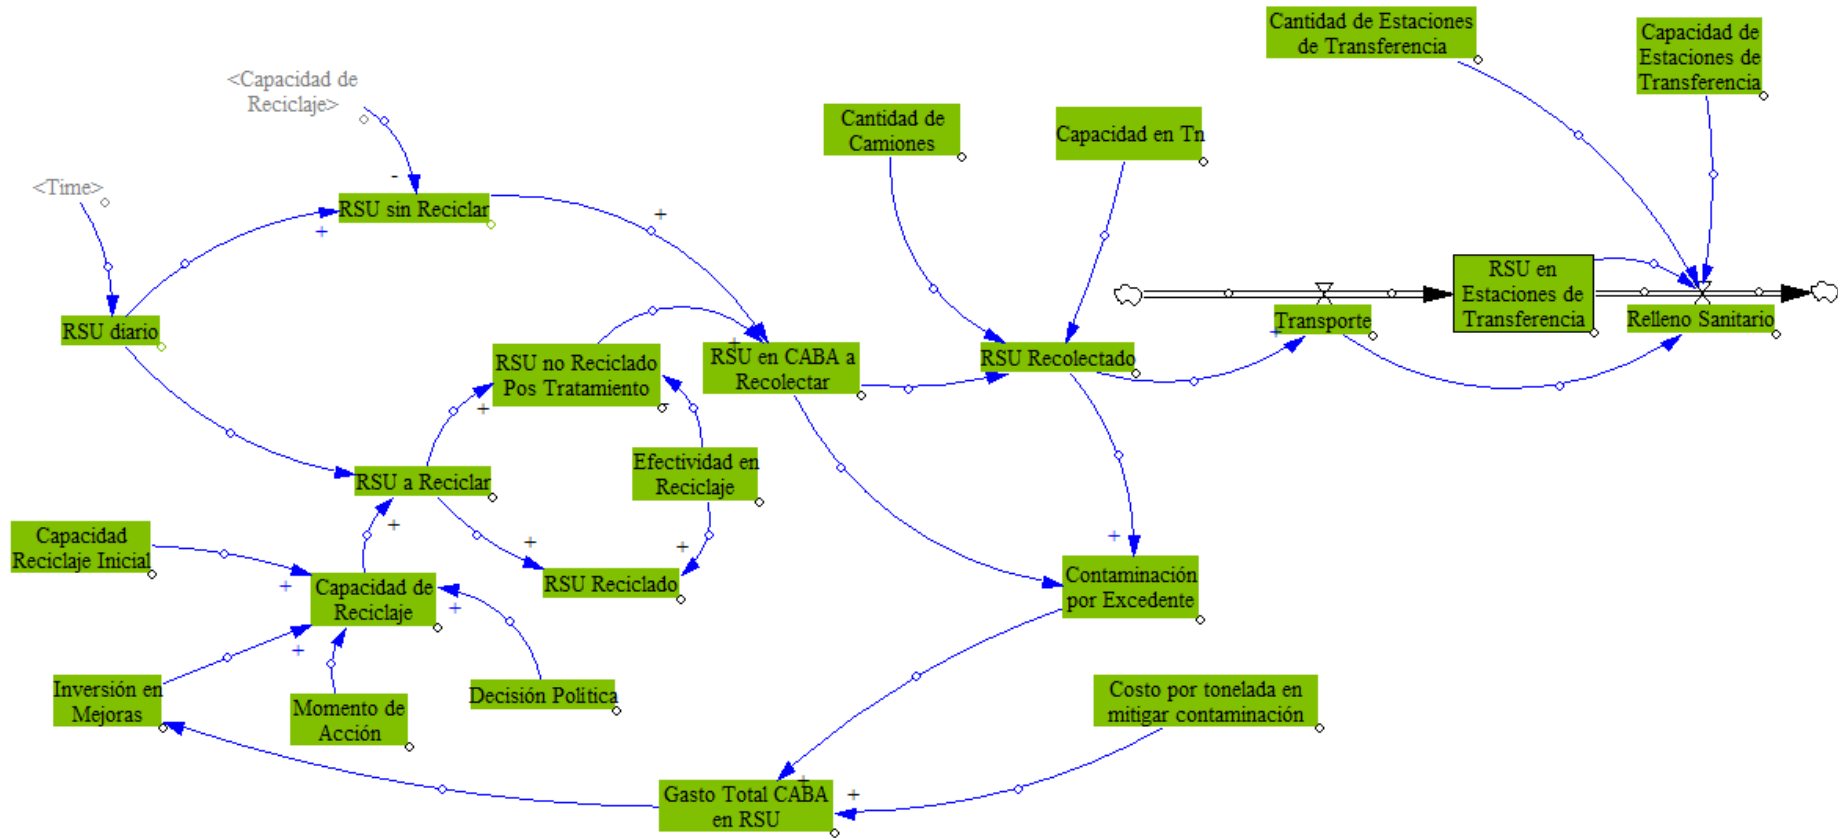 Cantidad de Estaciones
de Transferencia
Capacidad de
Estaciones de
Transferencia
<Capacidad de
Reciclaje>
Cantidad de
Camiones
Capacidad en Tn
-
<Time>
RSU sin Reciclar
+
+
RSU en
Estaciones de
Transferencia
RSU diario
Transporte
+
Relleno Sanitario
RSU no Reciclado
Pos Tratamiento
+
RSU en CABA a
Recolectar
RSU Recolectado
+
-
Efectividad en
Reciclaje
RSU a Reciclar
+
Capacidad
Reciclaje Inicial
+
+
+
+
RSU Reciclado
Capacidad de
Reciclaje
+
Contaminación
por Excedente
+
Inversión en
Mejoras
Momento de
Acción
Decisión Política
Costo por tonelada en
mitigar contaminación
+
+
Gasto Total CABA
en RSU